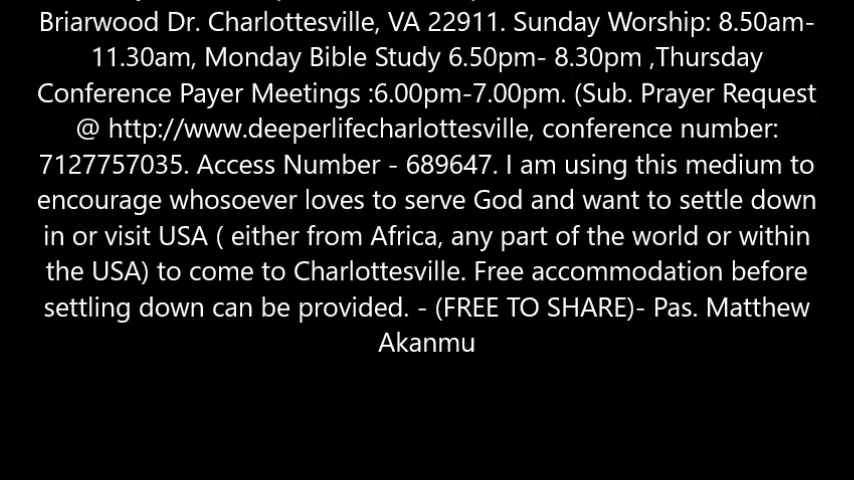 Briarwood Dr. Charlottesville, VA 22911. Sunday Worship: 8.50am-
11.30am, Monday Bible Study 6.50pm- 8.30pm ,Thursday
Conference Payer Meetings :6.00pm-7.00pm. (Sub. Prayer Request
@ http://www.deeperlifecharlottesville, conference number:
7127757035. Access Number - 689647. I am using this medium to
encourage whosoever loves to serve God and want to settle down
in or visit USA ( either from Africa, any part of the world or within
the USA) to come to Charlottesville. Free accommodation before
settling down can be provided. - (FREE TO SHARE)- Pas. Matthew
Akanmu